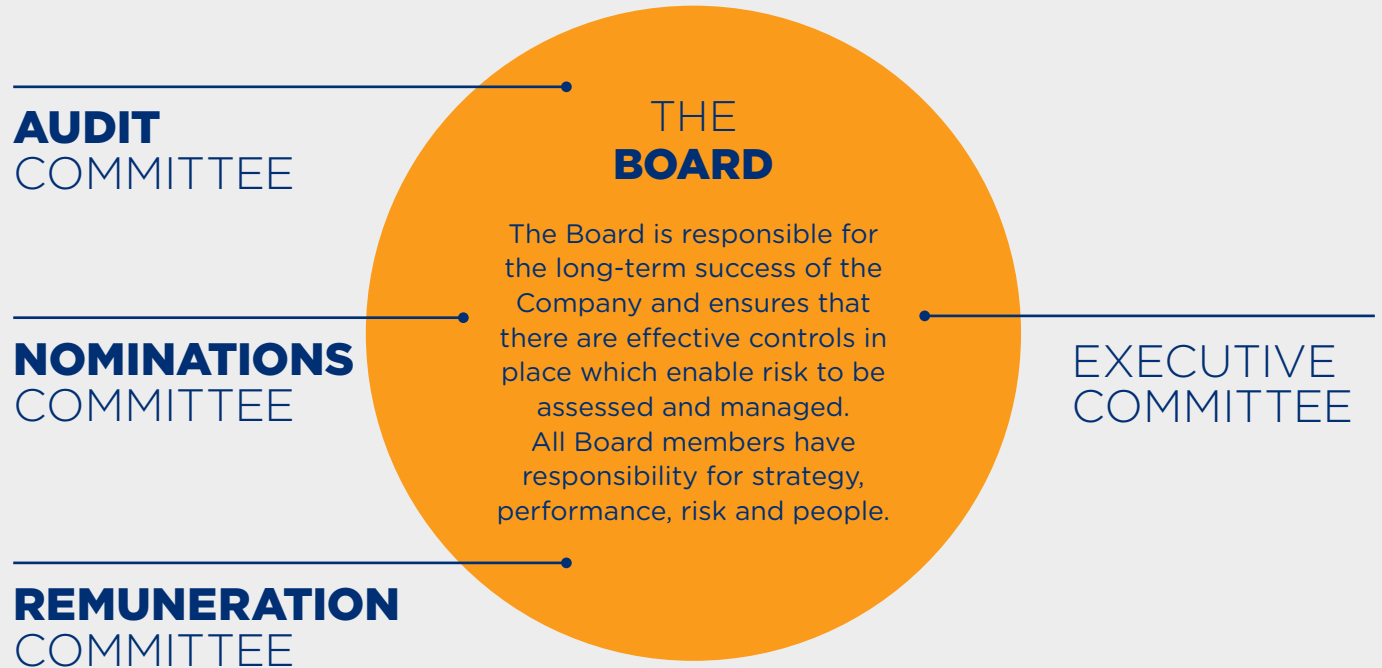 AUDIT
COMMITTEE
NOMINATIONS
COMMITTEE
REMUNERATION
COMMITTEE
THE
BOARD
The Board is responsible for
the long-term success of the
Company and ensures that
there are effective controls in
place which enable risk to be
assessed and managed.
All Board members have
responsibility for strategy,
performance, risk and people.
EXECUTIVE
COMMITTEE